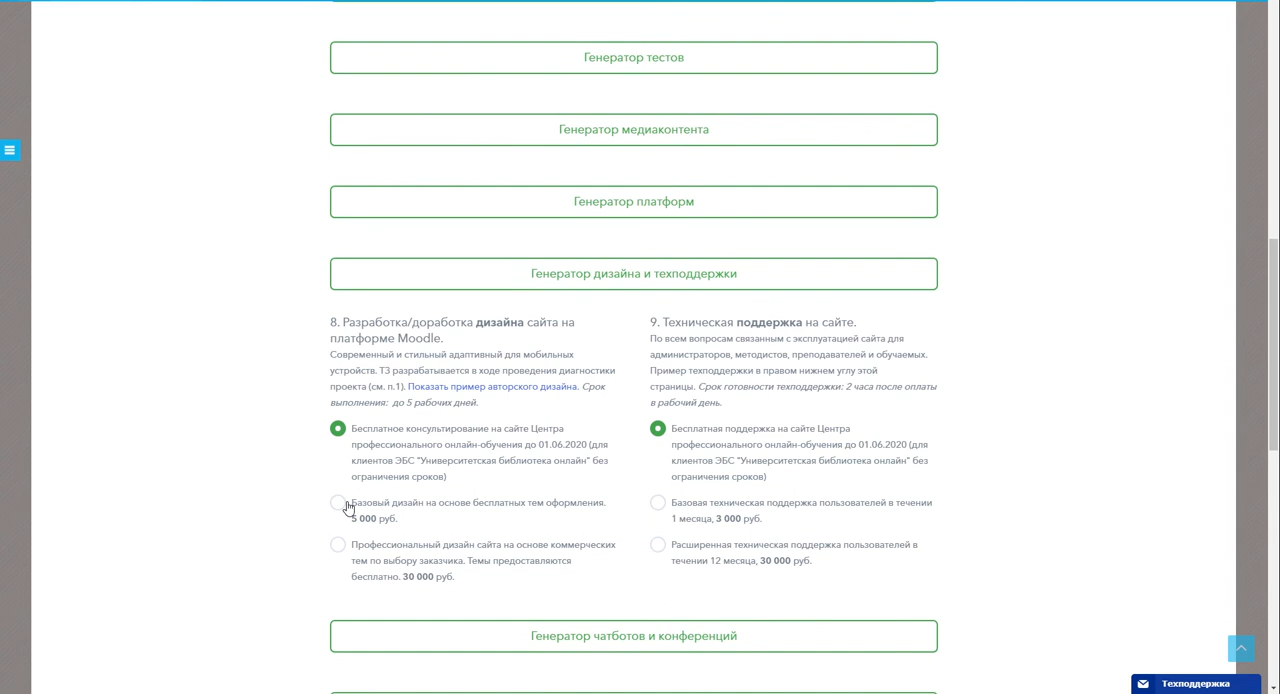 Генератор тестов
Генератор медиаконтента
Генератор платформ
Генератор дизайна и техподдержки
8. Разработка/доработка дизайна сайта на
платформе Moodle.
Современный и стильный адаптивный для мобильных
устройств. ТЗ разрабатывается в ходе проведения диагностики
проекта (см. п.1). Показать пример авторского дизайна. Срок
выполнения: до 5 рабочих дней.
Бесплатное консультирование на сайте Центра
профессионального онлайн-обучения до 01.06.2020 (для
клиентов ЭБС "Университетская библиотека онлайн" без
ограничения сроков)
Базовый дизайн на основе бесплатных тем оформления.
5 000 руб.
Профессиональный дизайн сайта на основе коммерческих
тем по выбору заказчика. Темы предоставляются
бесплатно. 30 000 руб.
9. Техническая поддержка на сайте.
По всем вопросам связанным с эксплуатацией сайта для
администраторов, методистов, преподавателей и обучаемых.
Пример техподдержки в правом нижнем углу этой
страницы. Срок готовности техподдержки: 2 часа после оплаты
в рабочий день.
Бесплатная поддержка на сайте Центра
профессионального онлайн-обучения до 01.06.2020 (для
клиентов ЭБС "Университетская библиотека онлайн" без
ограничения сроков)
Базовая техническая поддержка пользователей в течении
1 месяца, 3 000 руб.
Расширенная техническая поддержка пользователей в
течении 12 месяца, 30 000 руб.
Генератор чатботов и конференций
Техподдержка